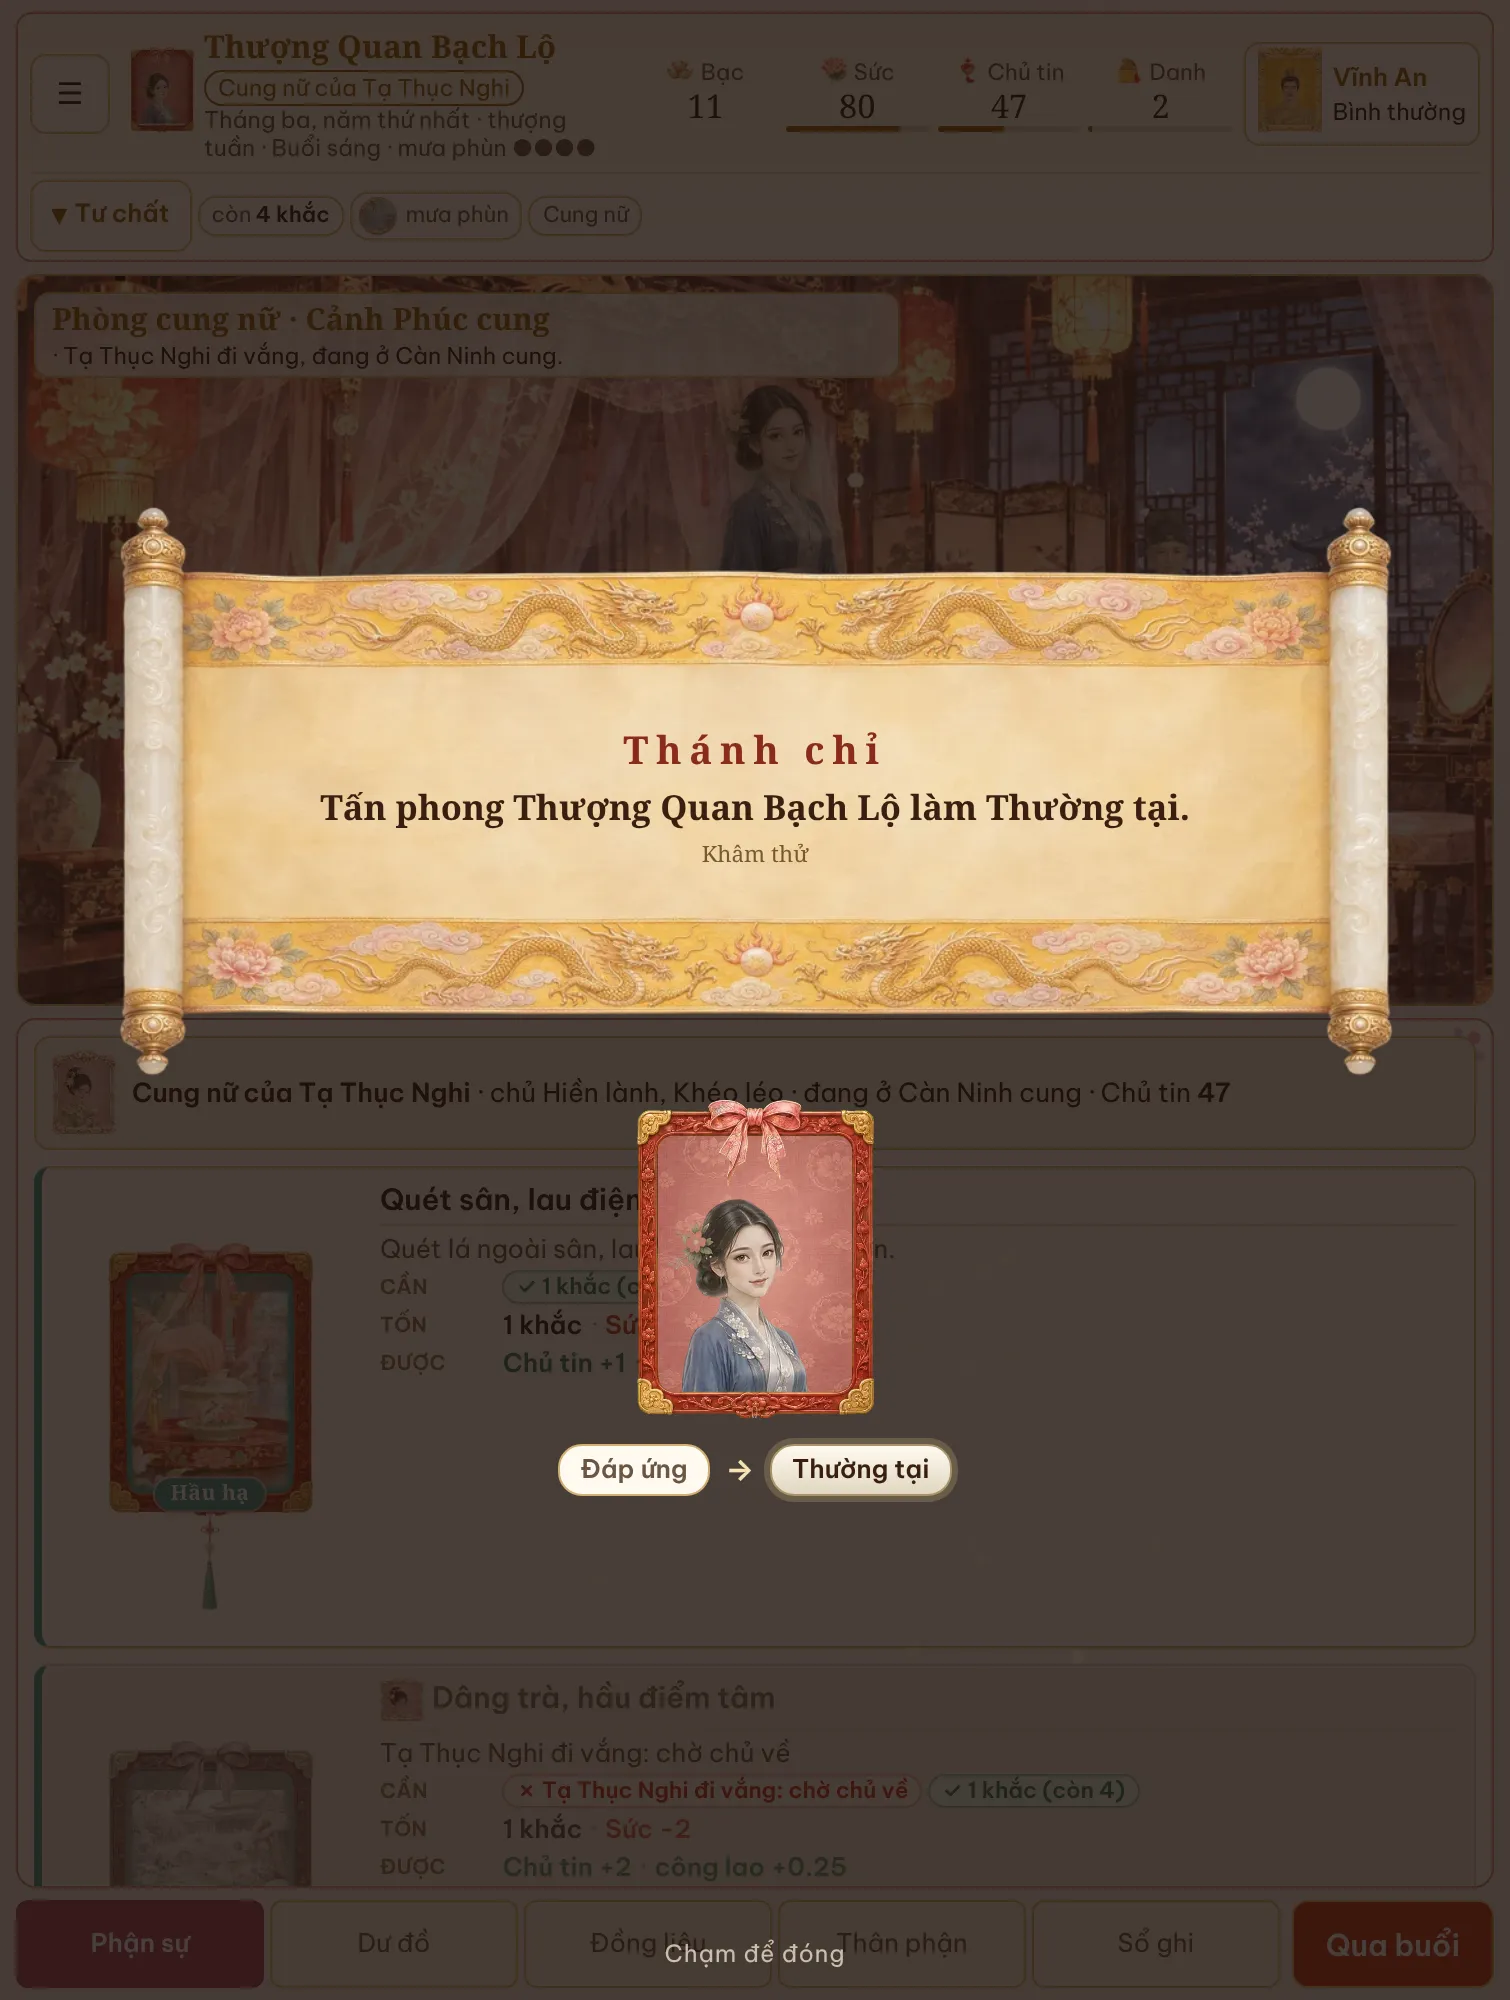 Thượng Quan Bạch Lộ
Cung nữ của Tạ Thục Nghi
Tháng ba, năm thứ nhất · thượng
tuần · Buổi sáng · mưa phùn
Bạc
11
Sức
80
Chủ tin
47
Danh
2
Vĩnh An
Bình thường
▼ Tư chất
còn 4 khắc
mưa phùn
Cung nữ
Phòng cung nữ · Cảnh Phúc cung
· Tạ Thục Nghi đi vắng, đang ở Càn Ninh cung.
Thánh chỉ
Tấn phong Thượng Quan Bạch Lộ làm Thường tại.
Khâm thử
Cung nữ của Tạ Thục Nghi · chủ Hiền lành, Khéo léo · đang ở Càn Ninh cung · Chủ tin 47
Quét sân, lau điện
Quét lá ngoài sân, n.
CẦN ✓ 1 khắc
TỐN 1 khắc ·
ĐƯỢC Chủ tin +1
Hầu hạ
Đáp ứng → Thường tại
Dâng trà, hầu điểm tâm
Tạ Thục Nghi đi vắng: chờ chủ về
CẦN × Tạ Thục Nghi đi vắng: chờ chủ về ✓ 1 khắc (còn 4)
TỐN 1 khắc · Sức -2
ĐƯỢC Chủ tin +2 · công lao +0.25
Phận sự
Dư đồ
Đồng liêu
Thân phận
Sổ ghi
Qua buổi
Chạm để đóng